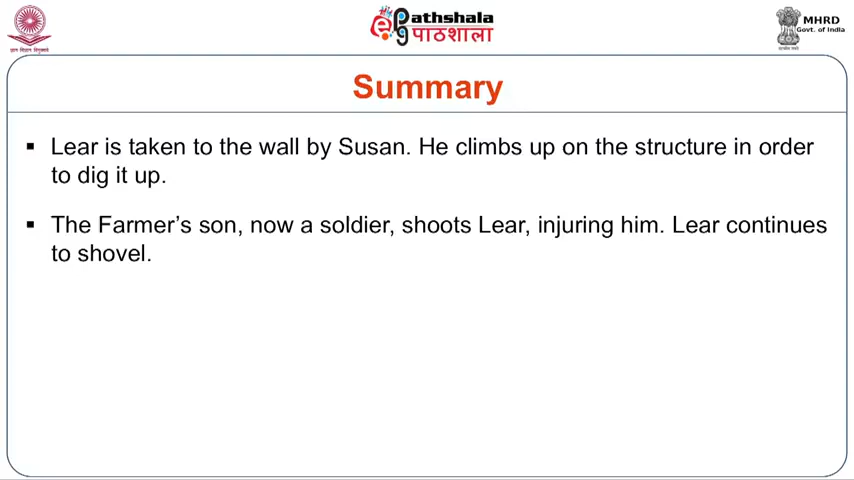 ePathshala
पाठशाला
MHRD
Govt. of India
Summary
▪ Lear is taken to the wall by Susan. He climbs up on the structure in order
to dig it up.
▪ The Farmer's son, now a soldier, shoots Lear, injuring him. Lear continues
to shovel.